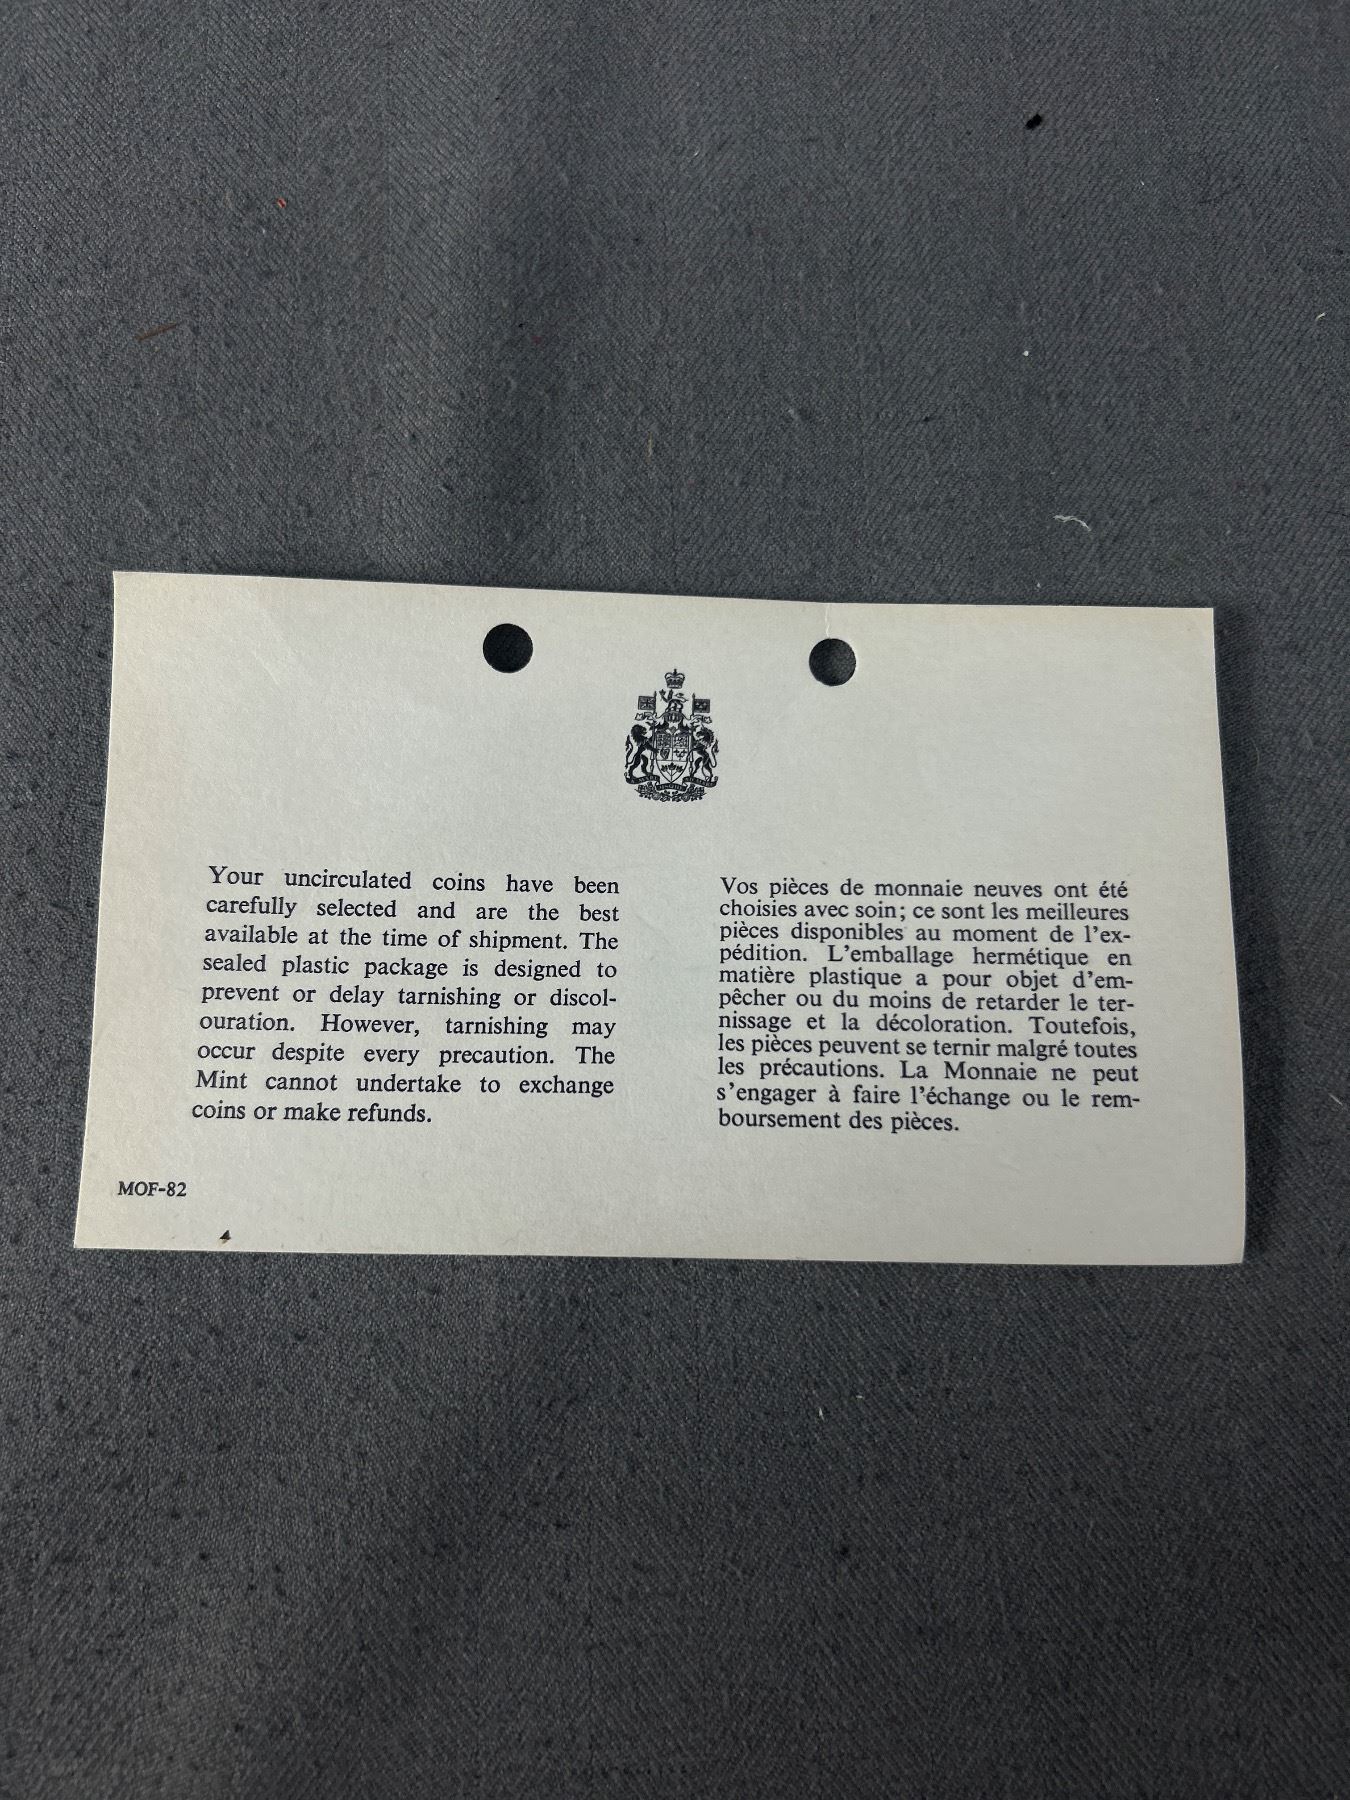 Your uncirculated coins have been
carefully selected and are the best
available at the time of shipment. The
sealed plastic package is designed to
prevent or delay tarnishing or discol-
ouration. However, tarnishing may
occur despite every precaution. The
Mint cannot undertake to exchange
coins or make refunds.
Vos pièces de monnaie neuves ont été
choisies avec soin; ce sont les meilleures
pièces disponibles au moment de l'ex-
pédition. L'emballage hermétique en
matière plastique a pour objet d'em-
pêcher ou du moins de retarder le ter-
nissage et la décoloration. Toutefois,
les pièces peuvent se ternir malgré toutes
les précautions. La Monnaie ne peut
s'engager à faire l'échange ou le rem-
boursement des pièces.
MOF-82